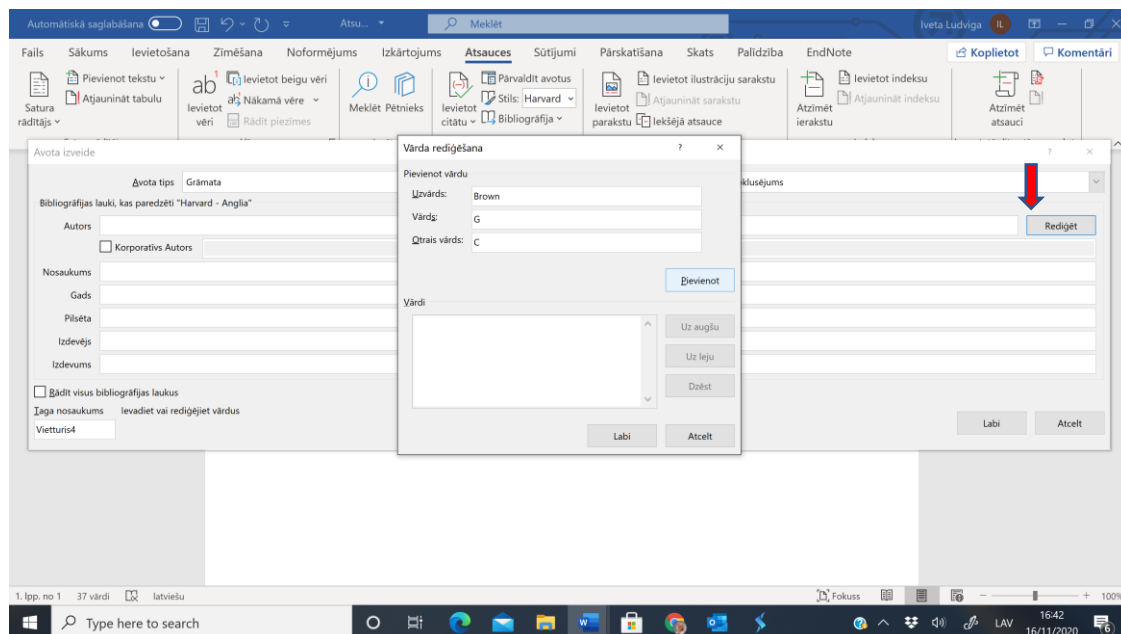 Automātiskā saglabāšana Atsu... Meklēt Iveta Ludviga IL
Fails Sākums Ievietošana Zīmēšana Noformējums Izkārtojums Atsauces Sūtījumi Pārskatīšana Skats Palīdzība EndNote Koplietot Komentāri
Satura rādītājs
Pievienot tekstu
Atjaunināt tabulu
ab1
Ievietot vēri
Ievietot beigu vēri
Nākamā vēre
Rādīt piezīmes
Meklēt Pētnieks
Ievietot citātu
Pārvaldīt avotus
Stils: Harvard
Bibliogrāfija
Ievietot parakstu
Ievietot ilustrāciju sarakstu
Atjaunināt sarakstu
Iekšējā atsauce
Atzīmēt ierakstu
Ievietot indeksu
Atjaunināt indeksu
Atzīmēt atsauci
Avota izveide ? ×
Avota tips Grāmata
klusējums
Bibliogrāfijas lauki, kas paredzēti "Harvard - Anglia"
Autors Rediģēt
Korporatīvs Autors
Nosaukums
Gads
Pilsēta
Izdevējs
Izdevums
Rādīt visus bibliogrāfijas laukus
Taga nosaukums Ievadiet vai rediģējiet vārdus
Vietturis4
Labi Atcelt
Vārda rediģēšana ? ×
Pievienot vārdu
Uzvārds: Brown
Vārds: G
Otrais vārds: C
Pievienot
Vārdi
Uz augšu
Uz leju
Dzēst
Labi Atcelt
1. lpp. no 1 37 vārdi latviešu Fokuss - + 100%
Type here to search LAV 16:42
16/11/2020 6